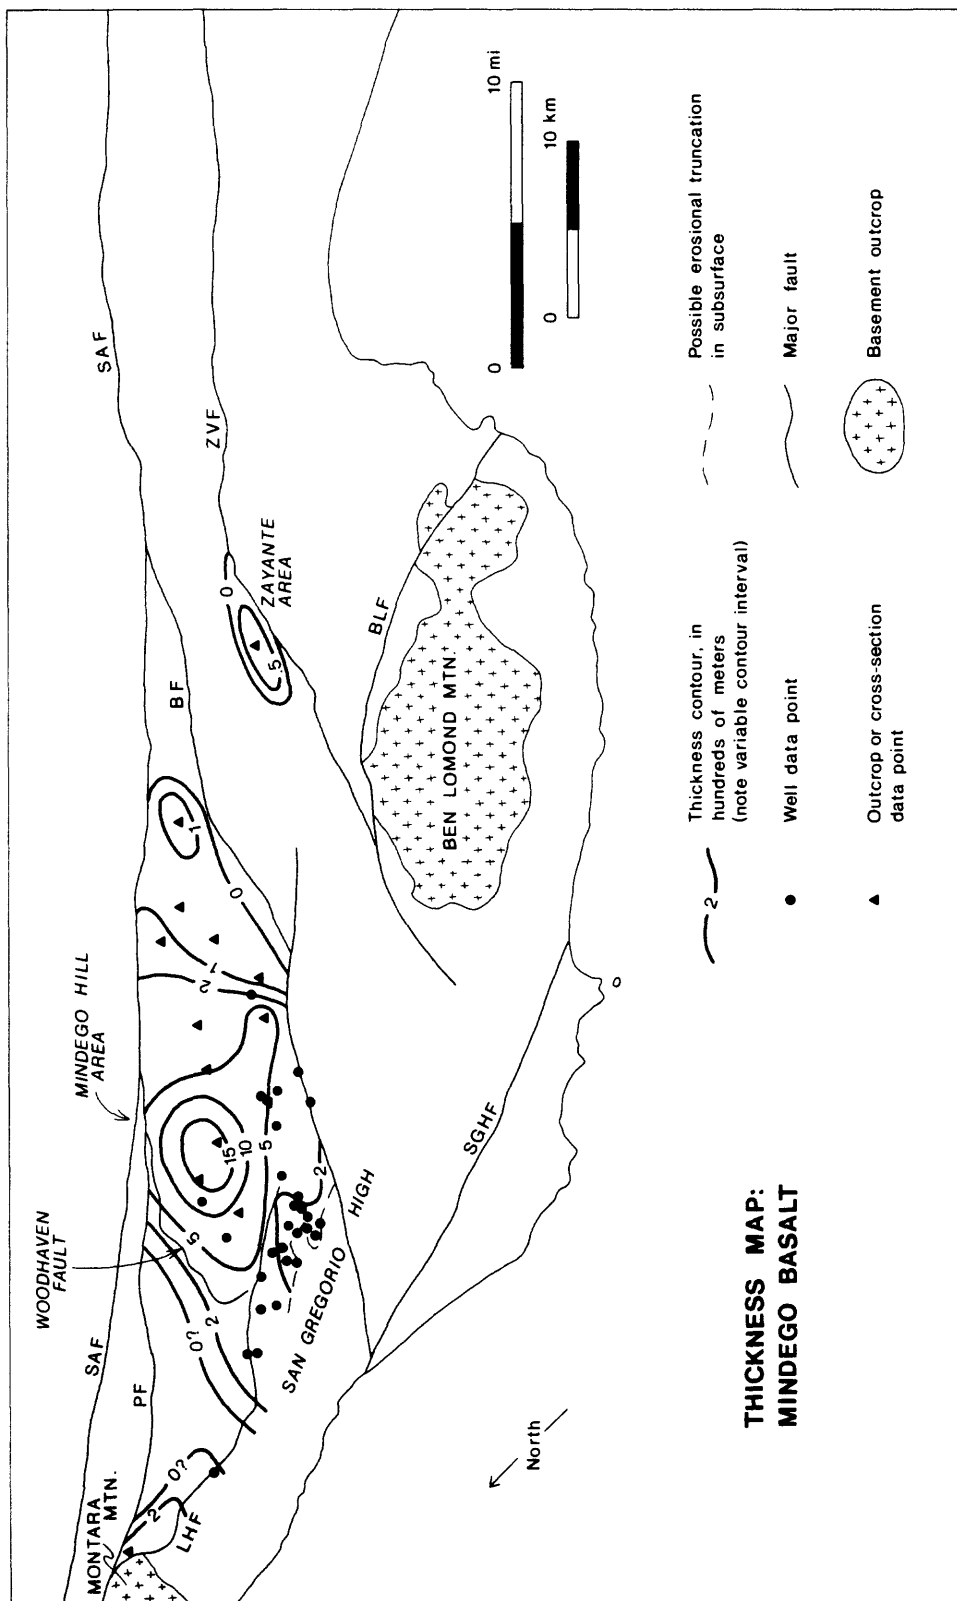 SAF
SAF
PF
BF
ZVF
BLF
SGHF
LHF
MONTARA
MTN.
WOODHAVEN
FAULT
MINDEGO HILL
AREA
ZAYANTE
AREA
BEN LOMOND MTN.
SAN GREGORIO HIGH
2
0?
0?
2
5
15
10
5
2
2
1
0
1
0
.5
North
0 10 mi
0 10 km
THICKNESS MAP:
MINDEGO BASALT
2
Thickness contour, in
hundreds of meters
(note variable contour interval)
Well data point
Outcrop or cross-section
data point
Possible erosional truncation
in subsurface
Major fault
Basement outcrop